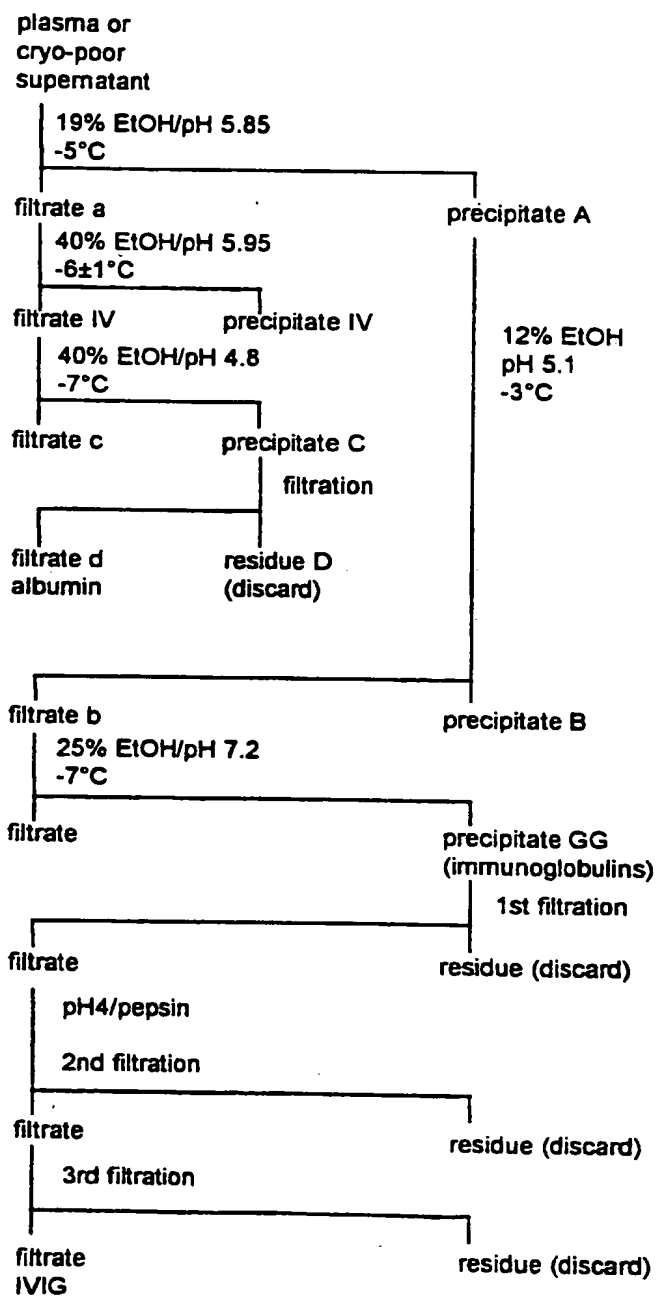 plasma or
cryo-poor
supernatant
19% EtOH/pH 5.85
-5°C
filtrate a
precipitate A
40% EtOH/pH 5.95
-6±1°C
filtrate IV
precipitate IV
12% EtOH
pH 5.1
-3°C
40% EtOH/pH 4.8
-7°C
filtrate c
precipitate C
filtration
filtrate d
albumin
residue D
(discard)
filtrate b
precipitate B
25% EtOH/pH 7.2
-7°C
filtrate
precipitate GG
(immunoglobulins)
1st filtration
filtrate
residue (discard)
pH4/pepsin
2nd filtration
filtrate
residue (discard)
3rd filtration
filtrate
IVIG
residue (discard)